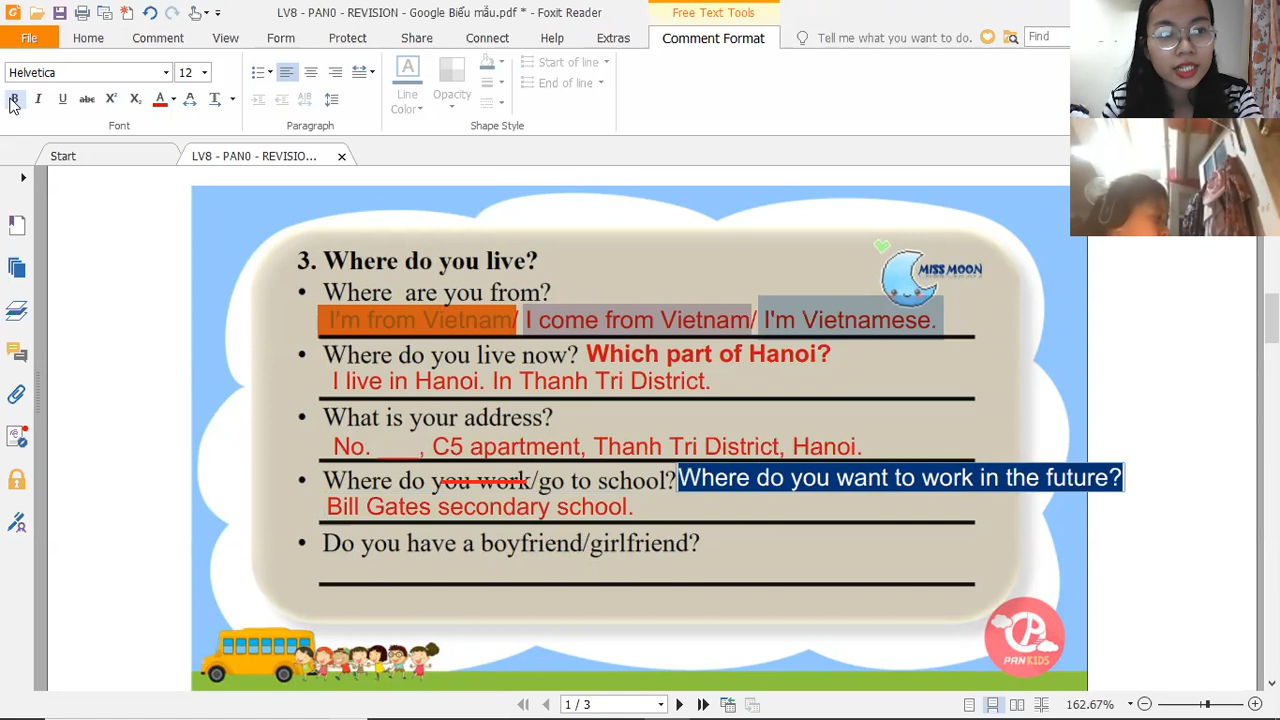 LV8 - PAN0 - REVISION - Google Biểu mẫu.pdf * - Foxit Reader
Free Text Tools
File Home Comment View Form Protect Share Connect Help Extras Comment Format Tell me what you want to do. Find
Helvetica 12
Start of line
End of line
Line Color
Opacity
Font Paragraph Shape Style
Start LV8 - PAN0 - REVISIO...
3. Where do you live?
MISS MOON
• Where are you from?
I'm from Vietnam/ I come from Vietnam/ I'm Vietnamese.
• Where do you live now? Which part of Hanoi?
I live in Hanoi. In Thanh Tri District.
• What is your address?
No. ___, C5 apartment, Thanh Tri District, Hanoi.
• Where do you work/go to school? Where do you want to work in the future?
Bill Gates secondary school.
• Do you have a boyfriend/girlfriend?
PAN KIDS
1 / 3
162.67%